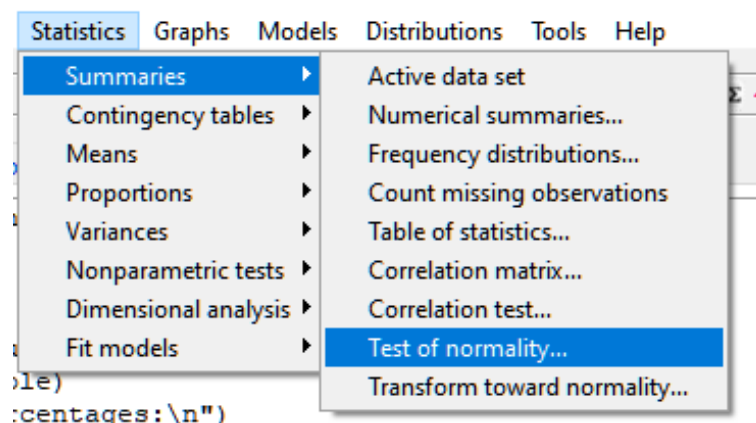 Statistics Graphs Models Distributions Tools Help
Summaries
Contingency tables
Means
Proportions
Variances
Nonparametric tests
Dimensional analysis
Fit models
Active data set
Numerical summaries...
Frequency distributions...
Count missing observations
Table of statistics...
Correlation matrix...
Correlation test...
Test of normality...
Transform toward normality...
Σ
le)
centages:\n")